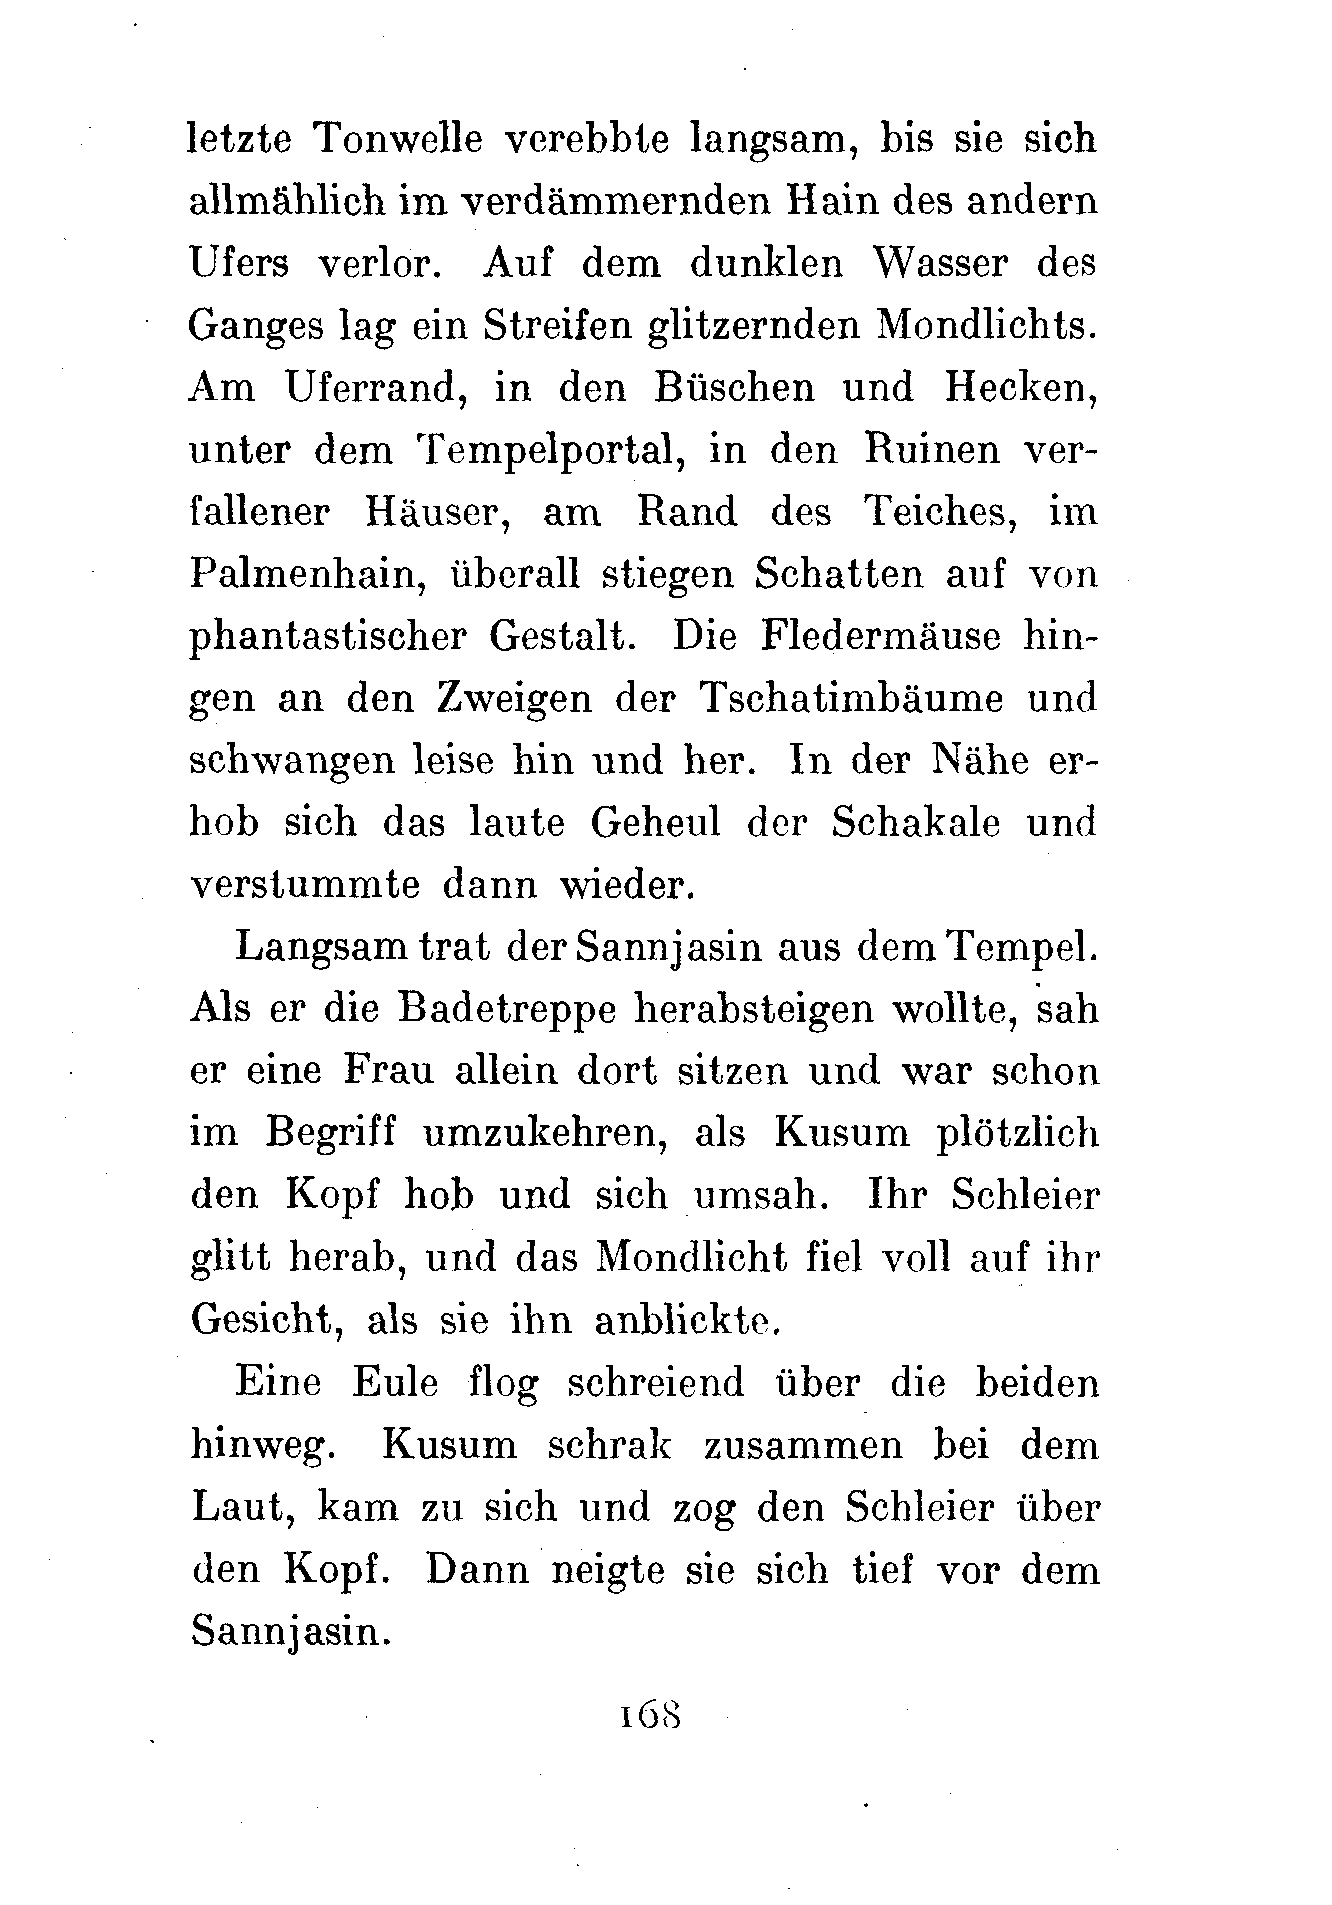 letzte Tonwelle verebbte langsam, bis sie sich
allmählich im verdämmernden Hain des andern
Ufers verlor. Auf dem dunklen Wasser des
Ganges lag ein Streifen glitzernden Mondlichts.
Am Uferrand, in den Büschen und Hecken,
unter dem Tempelportal, in den Ruinen ver-
fallener Häuser, am Rand des Teiches, im
Palmenhain, überall stiegen Schatten auf von
phantastischer Gestalt. Die Fledermäuse hin-
gen an den Zweigen der Tschatimbäume und
schwangen leise hin und her. In der Nähe er-
hob sich das laute Geheul der Schakale und
verstummte dann wieder.
Langsam trat der Sannjasin aus dem Tempel.
Als er die Badetreppe herabsteigen wollte, sah
er eine Frau allein dort sitzen und war schon
im Begriff umzukehren, als Kusum plötzlich
den Kopf hob und sich umsah. Ihr Schleier
glitt herab, und das Mondlicht fiel voll auf ihr
Gesicht, als sie ihn anblickte.
Eine Eule flog schreiend über die beiden
hinweg. Kusum schrak zusammen bei dem
Laut, kam zu sich und zog den Schleier über
den Kopf. Dann neigte sie sich tief vor dem
Sannjasin.
168